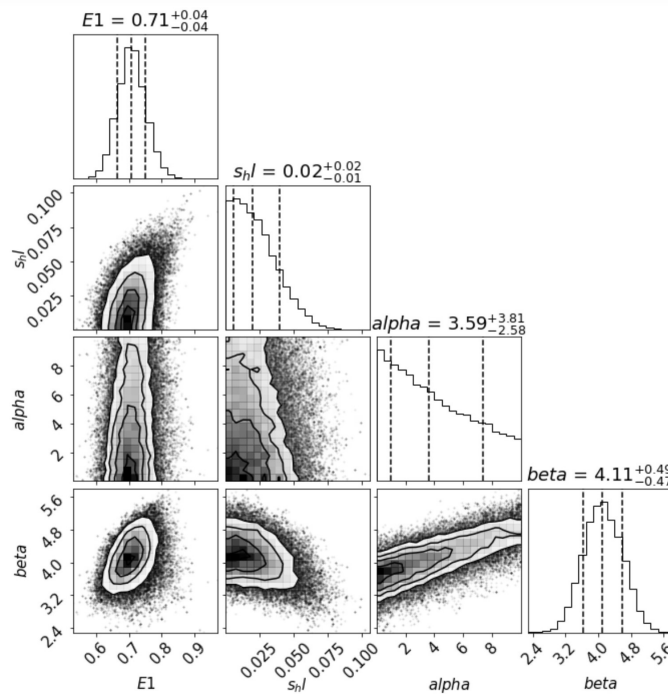 E1 = 0.71+0.04 −0.04
s_h l = 0.02+0.02 −0.01
0.100
0.075
0.050
0.025
s_h l
alpha = 3.59+3.81 −2.58
8
6
4
2
alpha
beta = 4.11+0.49 −0.47
5.6
4.8
4.0
3.2
2.4
beta
0.6 0.7 0.8 0.9 0.025 0.050 0.075 0.100 2 4 6 8 2.4 3.2 4.0 4.8 5.6
E1 s_h l alpha beta